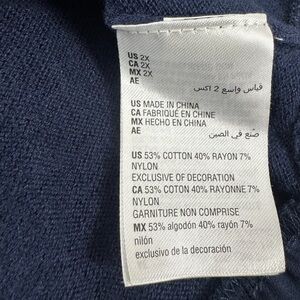 US 2X
CA 2X
MX 2X
AE
قياس واسع 2 اكس
US MADE IN CHINA
CA FABRIQUÉ EN CHINE
MX HECHO EN CHINA
AE
صُنع في الصين
US 53% COTTON 40% RAYON 7%
NYLON
EXCLUSIVE OF DECORATION
CA 53% COTON 40% RAYONNE 7%
NYLON
GARNITURE NON COMPRISE
MX 53% algodón 40% rayón 7%
nilón
exclusivo de la decoración